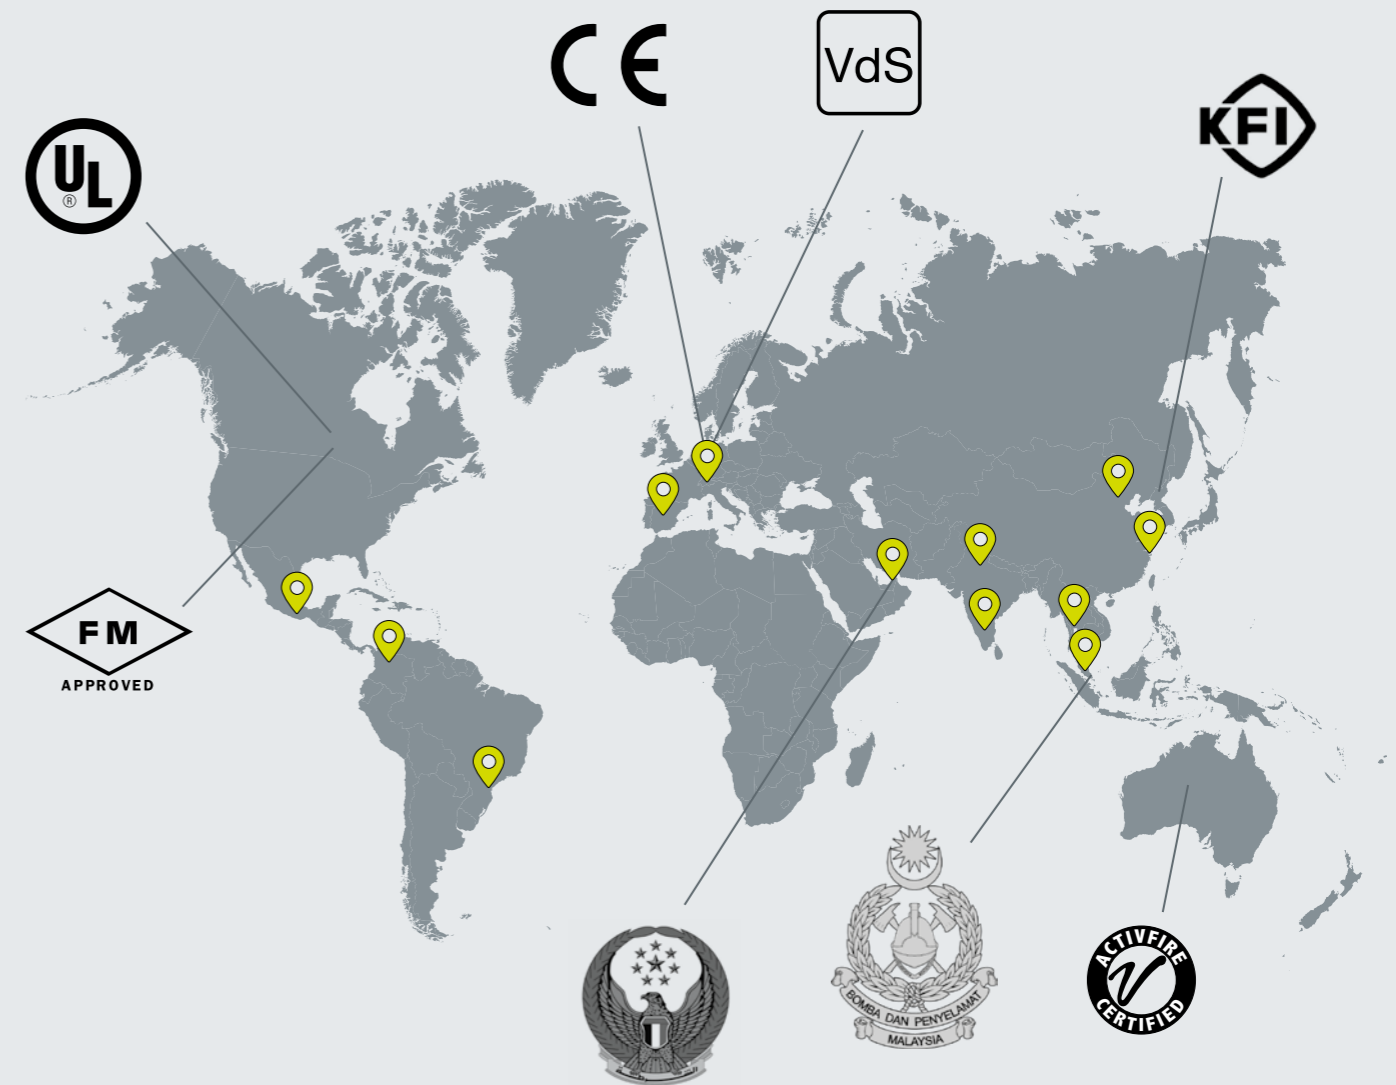 CE
VdS
KFI
UL
®
FM
APPROVED
BOMBA DAN PENYELAMAT
MALAYSIA
ACTIVFIRE
CERTIFIED